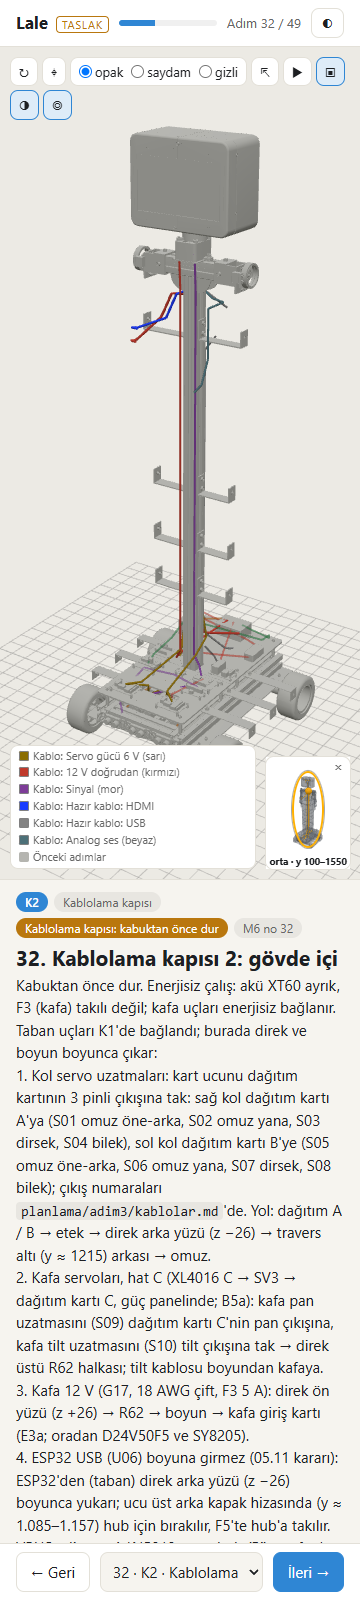 Lale TASLAK Adım 32 / 49
opak saydam gizli
Kablo: Servo gücü 6 V (sarı)
Kablo: 12 V doğrudan (kırmızı)
Kablo: Sinyal (mor)
Kablo: Hazır kablo: HDMI
Kablo: Hazır kablo: USB
Kablo: Analog ses (beyaz)
Önceki adımlar
orta · y 100–1550
K2 Kablolama kapısı
Kablolama kapısı: kabuktan önce dur M6 no 32
32. Kablolama kapısı 2: gövde içi
Kabuktan önce dur. Enerjisiz çalış: akü XT60 ayrık,
F3 (kafa) takılı değil; kafa uçları enerjisiz bağlanır.
Taban uçları K1'de bağlandı; burada direk ve
boyun boyunca çıkar:
1. Kol servo uzatmaları: kart ucunu dağıtım
kartının 3 pinli çıkışına tak: sağ kol dağıtım kartı
A'ya (S01 omuz öne-arka, S02 omuz yana, S03
dirsek, S04 bilek), sol kol dağıtım kartı B'ye (S05
omuz öne-arka, S06 omuz yana, S07 dirsek, S08
bilek); çıkış numaraları
planlama/adim3/kablolar.md'de. Yol: dağıtım A
/ B → etek → direk arka yüzü (z −26) → travers
altı (y ≈ 1215) arkası → omuz.
2. Kafa servoları, hat C (XL4016 C → SV3 →
dağıtım kartı C, güç panelinde; B5a): kafa pan
uzatmasını (S09) dağıtım kartı C'nin pan çıkışına,
kafa tilt uzatmasını (S10) tilt çıkışına tak → direk
üstü R62 halkası; tilt kablosu boyundan kafaya.
3. Kafa 12 V (G17, 18 AWG çift, F3 5 A): direk ön
yüzü (z +26) → R62 → boyun → kafa giriş kartı
(E3a; oradan D24V50F5 ve SY8205).
4. ESP32 USB (U06) boyuna girmez (05.11 kararı):
ESP32'den (taban) direk arka yüzü (z −26)
boyunca yukarı; ucu üst arka kapak hizasında (y ≈
1.085–1.157) hub için bırakılır, F5'te hub'a takılır.
← Geri 32 · K2 · Kablolama İleri →